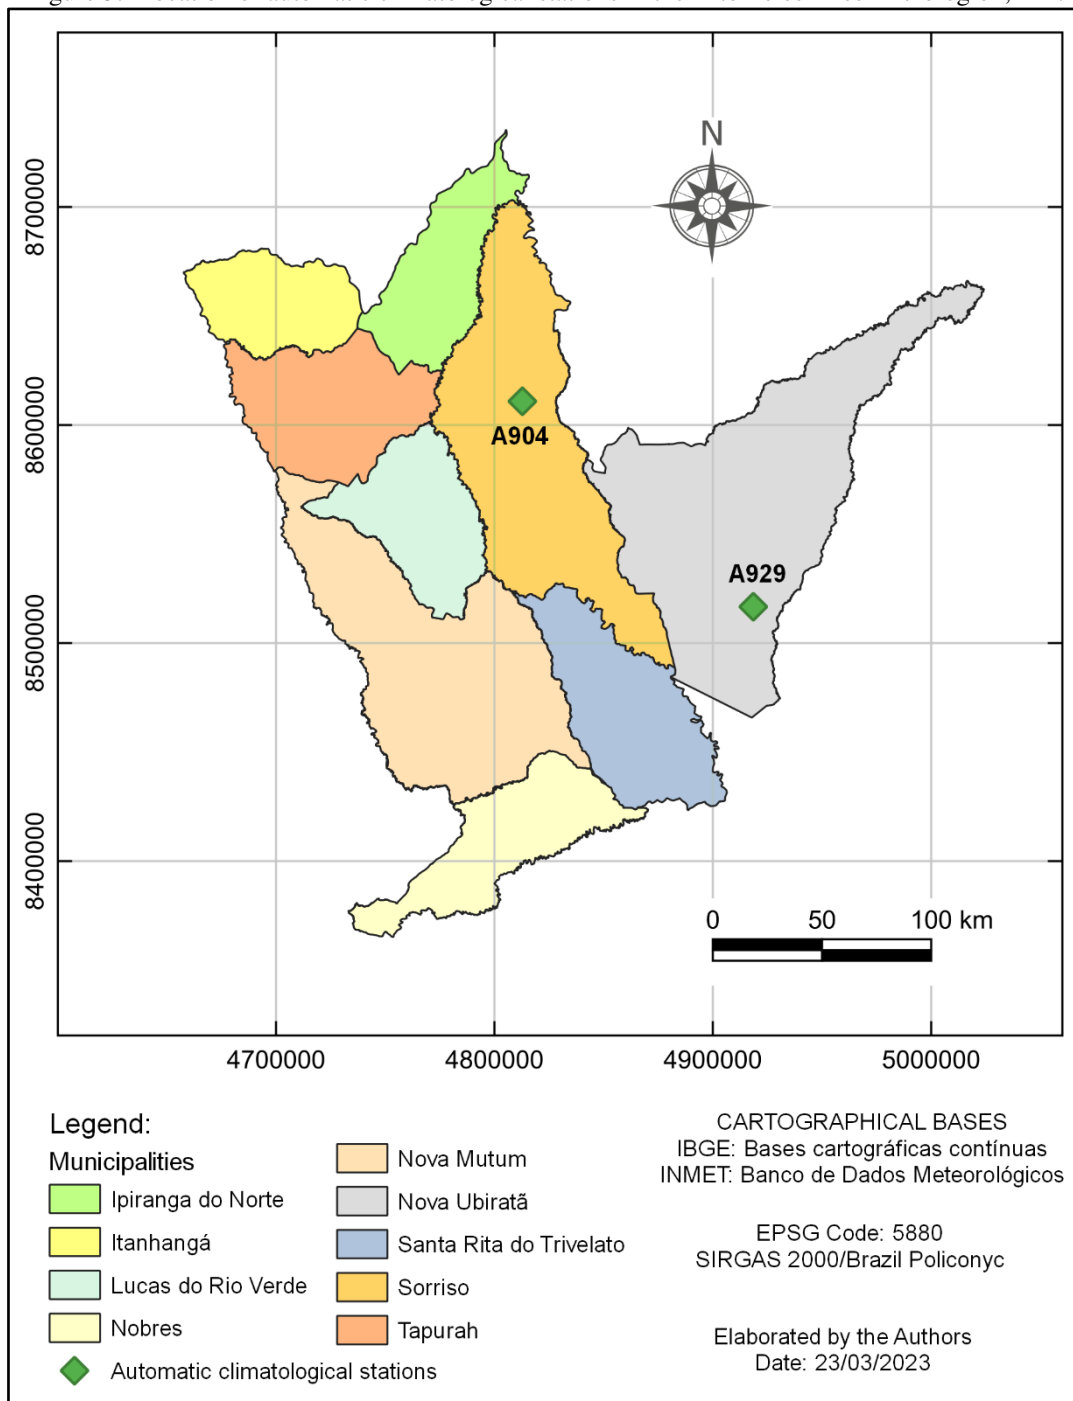 N
8700000
8600000
8500000
8400000
A904
A929
0 50 100 km
4700000 4800000 4900000 5000000
Legend:
Municipalities
Ipiranga do Norte
Itanhangá
Lucas do Rio Verde
Nobres
Automatic climatological stations
Nova Mutum
Nova Ubiratã
Santa Rita do Trivelato
Sorriso
Tapurah
CARTOGRAPHICAL BASES
IBGE: Bases cartográficas contínuas
INMET: Banco de Dados Meteorológicos
EPSG Code: 5880
SIRGAS 2000/Brazil Policonyc
Elaborated by the Authors
Date: 23/03/2023